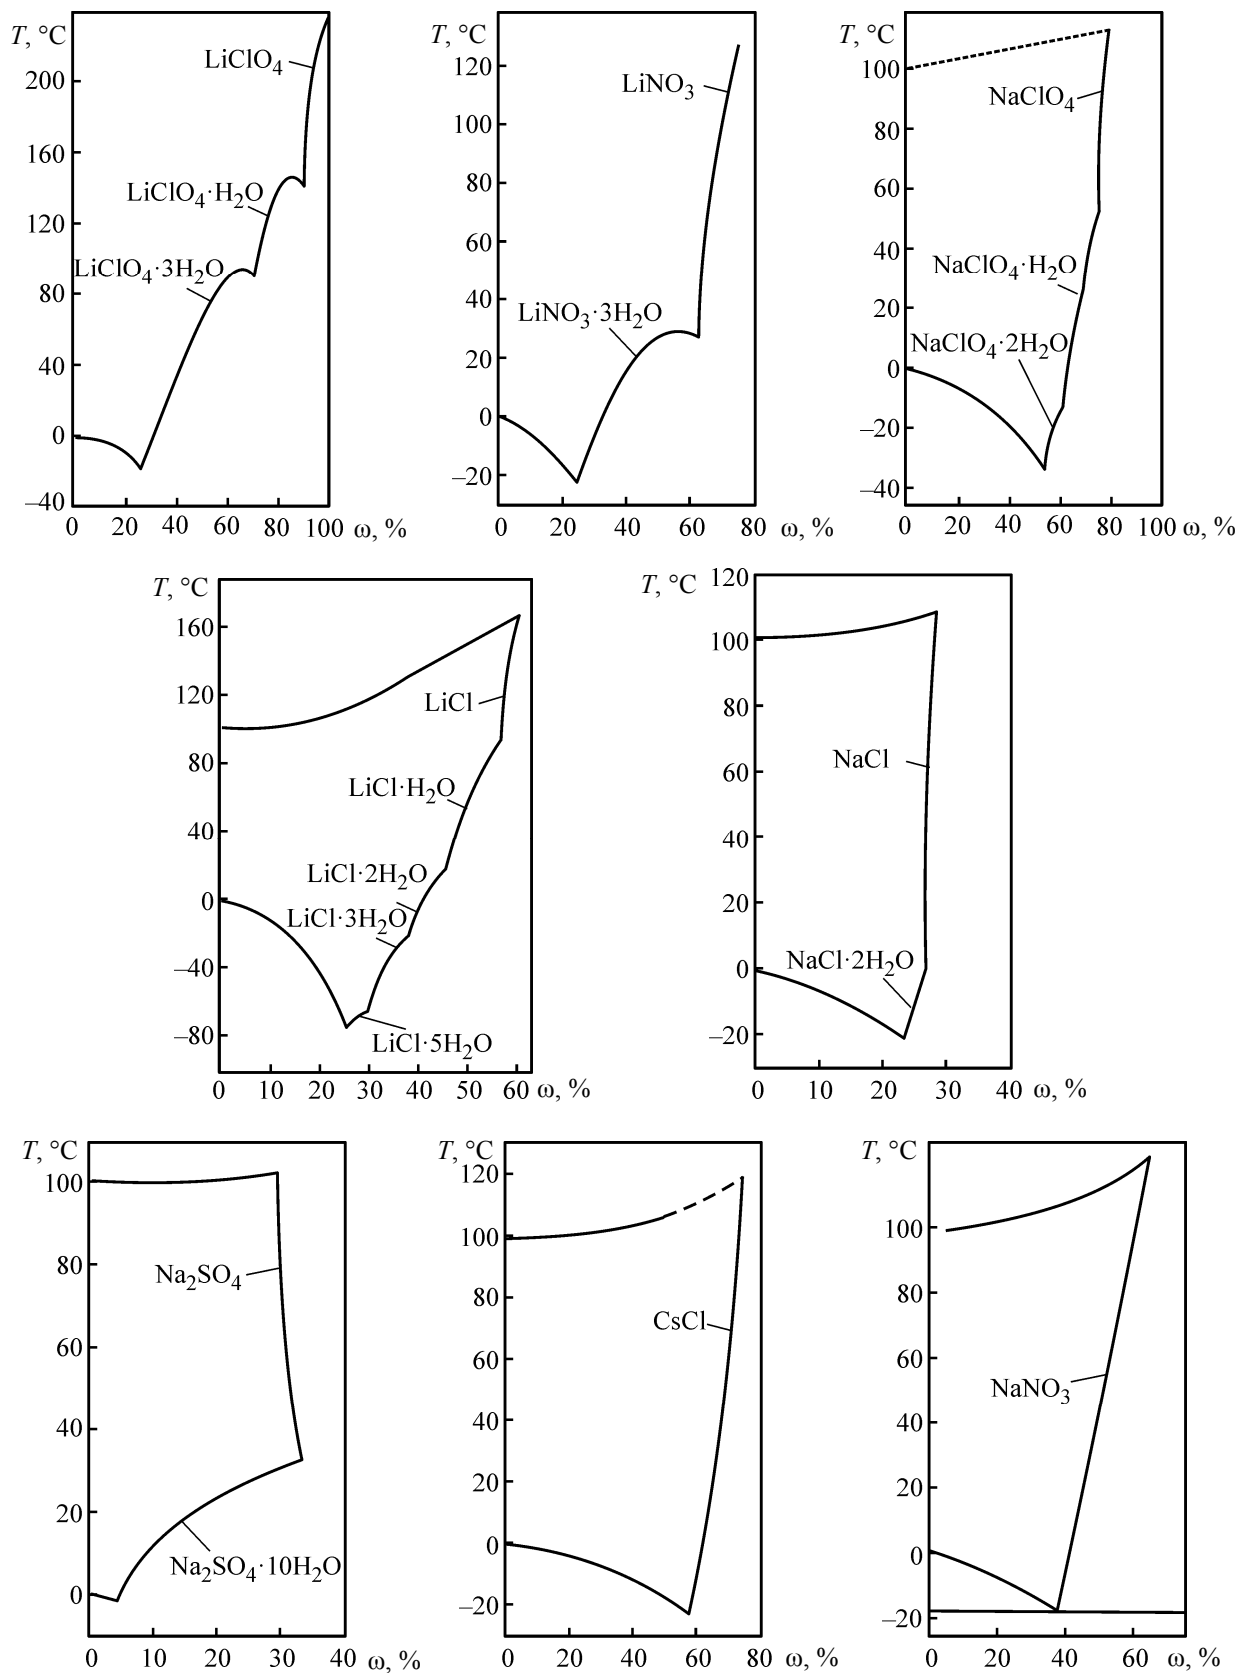 T, °C
200
160
120
80
40
0
–40
0 20 40 60 80 100 ω, %
LiClO4
LiClO4·H2O
LiClO4·3H2O
T, °C
120
100
80
60
40
20
0
–20
0 20 40 60 80 ω, %
LiNO3
LiNO3·3H2O
T, °C
100
80
60
40
20
0
–20
–40
0 20 40 60 80 100 ω, %
NaClO4
NaClO4·H2O
NaClO4·2H2O
T, °C
160
120
80
40
0
–40
–80
0 10 20 30 40 50 60 ω, %
LiCl
LiCl·H2O
LiCl·2H2O
LiCl·3H2O
LiCl·5H2O
T, °C
120
100
80
60
40
20
0
–20
0 10 20 30 40 ω, %
NaCl
NaCl·2H2O
T, °C
100
80
60
40
20
0
0 10 20 30 40 ω, %
Na2SO4
Na2SO4·10H2O
T, °C
120
100
80
60
40
20
0
–20
0 20 40 60 80 ω, %
CsCl
T, °C
100
80
60
40
20
0
–20
0 20 40 60 ω, %
NaNO3